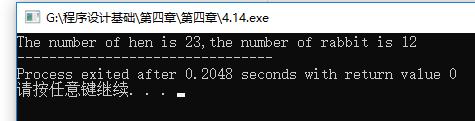 G:\程序设计基础\第四章\第四章\4.14.exe
The number of hen is 23,the number of rabbit is 12
--------------------------------
Process exited after 0.2048 seconds with return value 0
请按任意键继续. . .